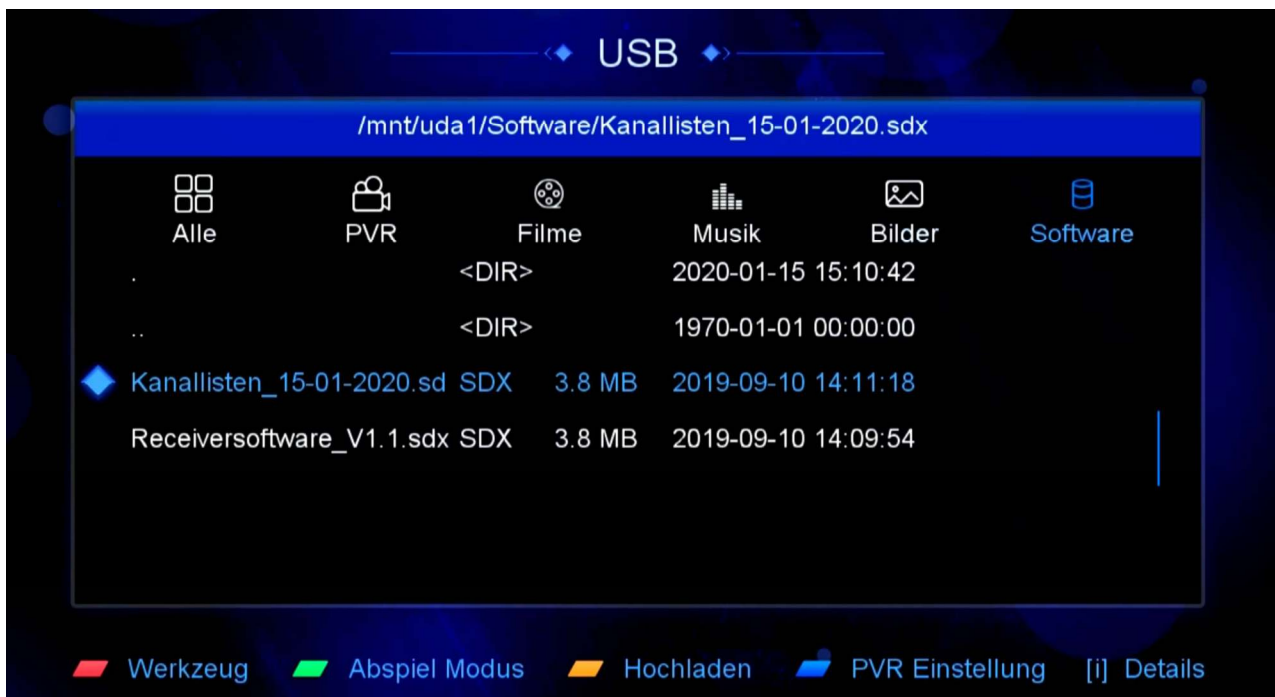 USB
/mnt/uda1/Software/Kanallisten_15-01-2020.sdx
Alle PVR Filme Musik Bilder Software
. <DIR> 2020-01-15 15:10:42
.. <DIR> 1970-01-01 00:00:00
Kanallisten_15-01-2020.sd SDX 3.8 MB 2019-09-10 14:11:18
Receiversoftware_V1.1.sdx SDX 3.8 MB 2019-09-10 14:09:54
Werkzeug Abspiel Modus Hochladen PVR Einstellung [i] Details